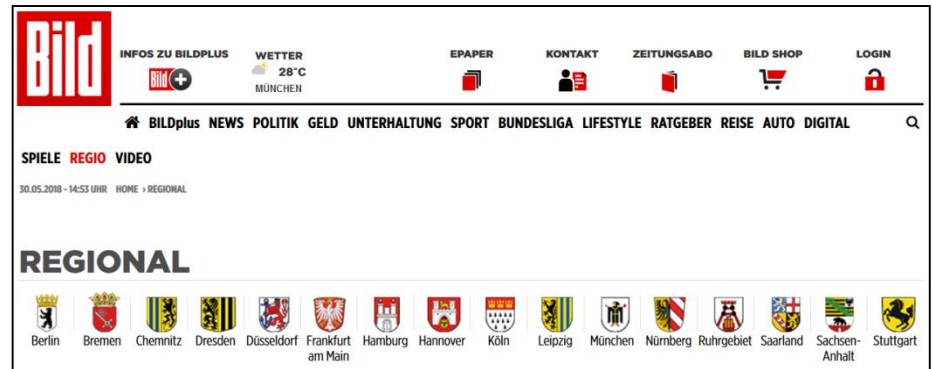 Bild
INFOS ZU BILDPLUS
Bild +
WETTER
28°C
MÜNCHEN
EPAPER
KONTAKT
ZEITUNGSABO
BILD SHOP
LOGIN
BILDplus NEWS POLITIK GELD UNTERHALTUNG SPORT BUNDESLIGA LIFESTYLE RATGEBER REISE AUTO DIGITAL
SPIELE REGIO VIDEO
30.05.2018 - 14:53 UHR HOME › REGIONAL
REGIONAL
Berlin Bremen Chemnitz Dresden Düsseldorf Frankfurt Hamburg Hannover Köln Leipzig München Nürnberg Ruhrgebiet Saarland Sachsen- Stuttgart
am Main Anhalt